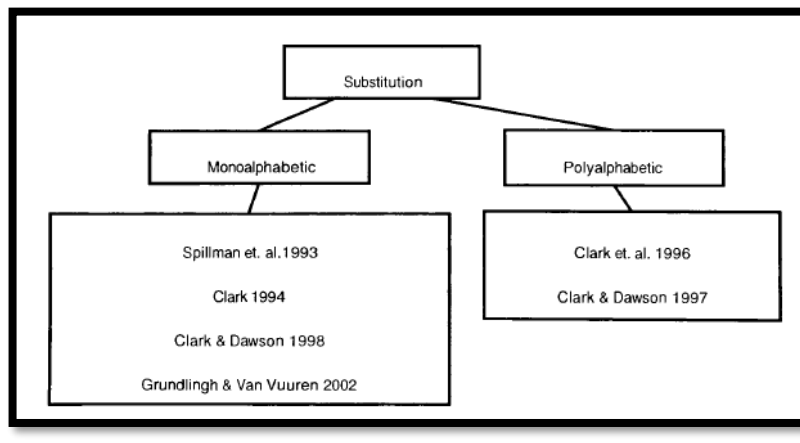 Substitution
Monoalphabetic
Polyalphabetic
Spillman et. al.1993
Clark 1994
Clark & Dawson 1998
Grundlingh & Van Vuuren 2002
Clark et. al. 1996
Clark & Dawson 1997